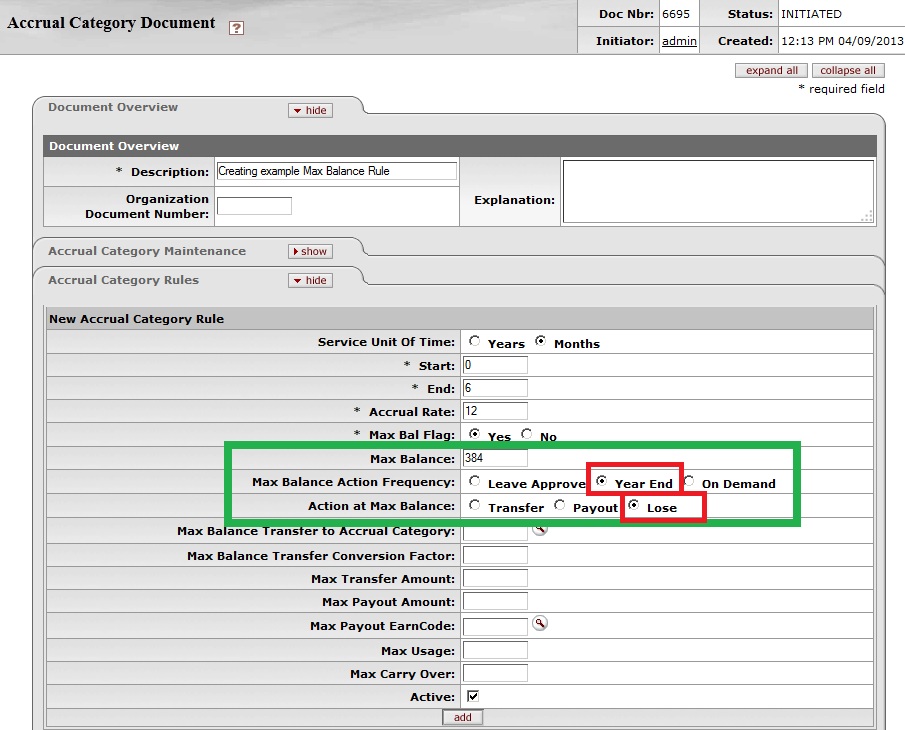 Accrual Category Document ?
Doc Nbr: 6695 Status: INITIATED
Initiator: admin Created: 12:13 PM 04/09/2013
expand all collapse all
* required field
Document Overview hide
Document Overview
* Description: Creating example Max Balance Rule
Organization
Document Number:
Explanation:
Accrual Category Maintenance show
Accrual Category Rules hide
New Accrual Category Rule
Service Unit Of Time: Years Months
* Start: 0
* End: 6
* Accrual Rate: 12
* Max Bal Flag: Yes No
Max Balance: 384
Max Balance Action Frequency: Leave Approve Year End On Demand
Action at Max Balance: Transfer Payout Lose
Max Balance Transfer to Accrual Category:
Max Balance Transfer Conversion Factor:
Max Transfer Amount:
Max Payout Amount:
Max Payout EarnCode:
Max Usage:
Max Carry Over:
Active:
add